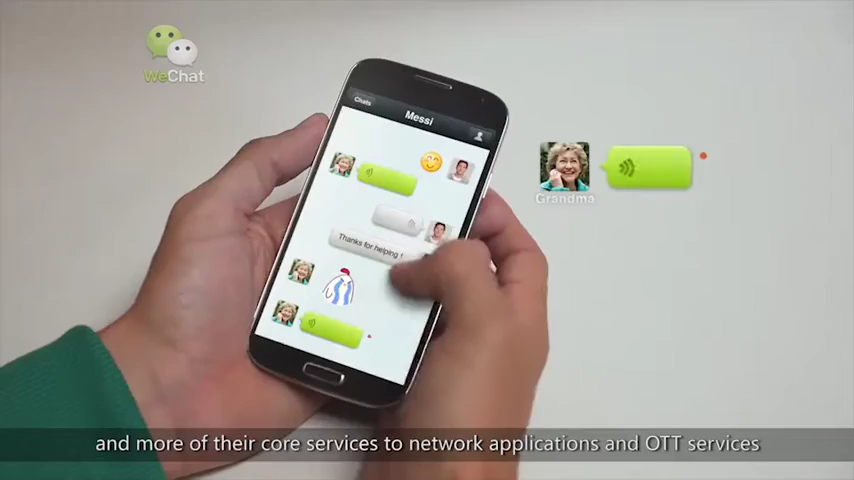 WeChat
Chats
Messi
Thanks for helping !
Grandma
and more of their core services to network applications and OTT services